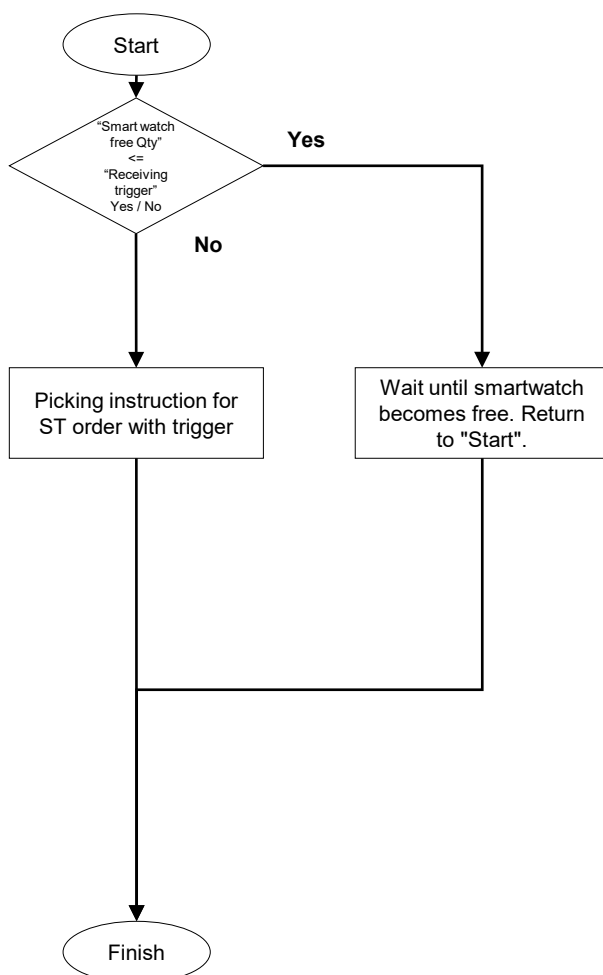 Start
“Smart watch
free Qty”
<=
“Receiving
trigger”
Yes / No
Yes
No
Picking instruction for
ST order with trigger
Wait until smartwatch
becomes free. Return
to "Start".
Finish